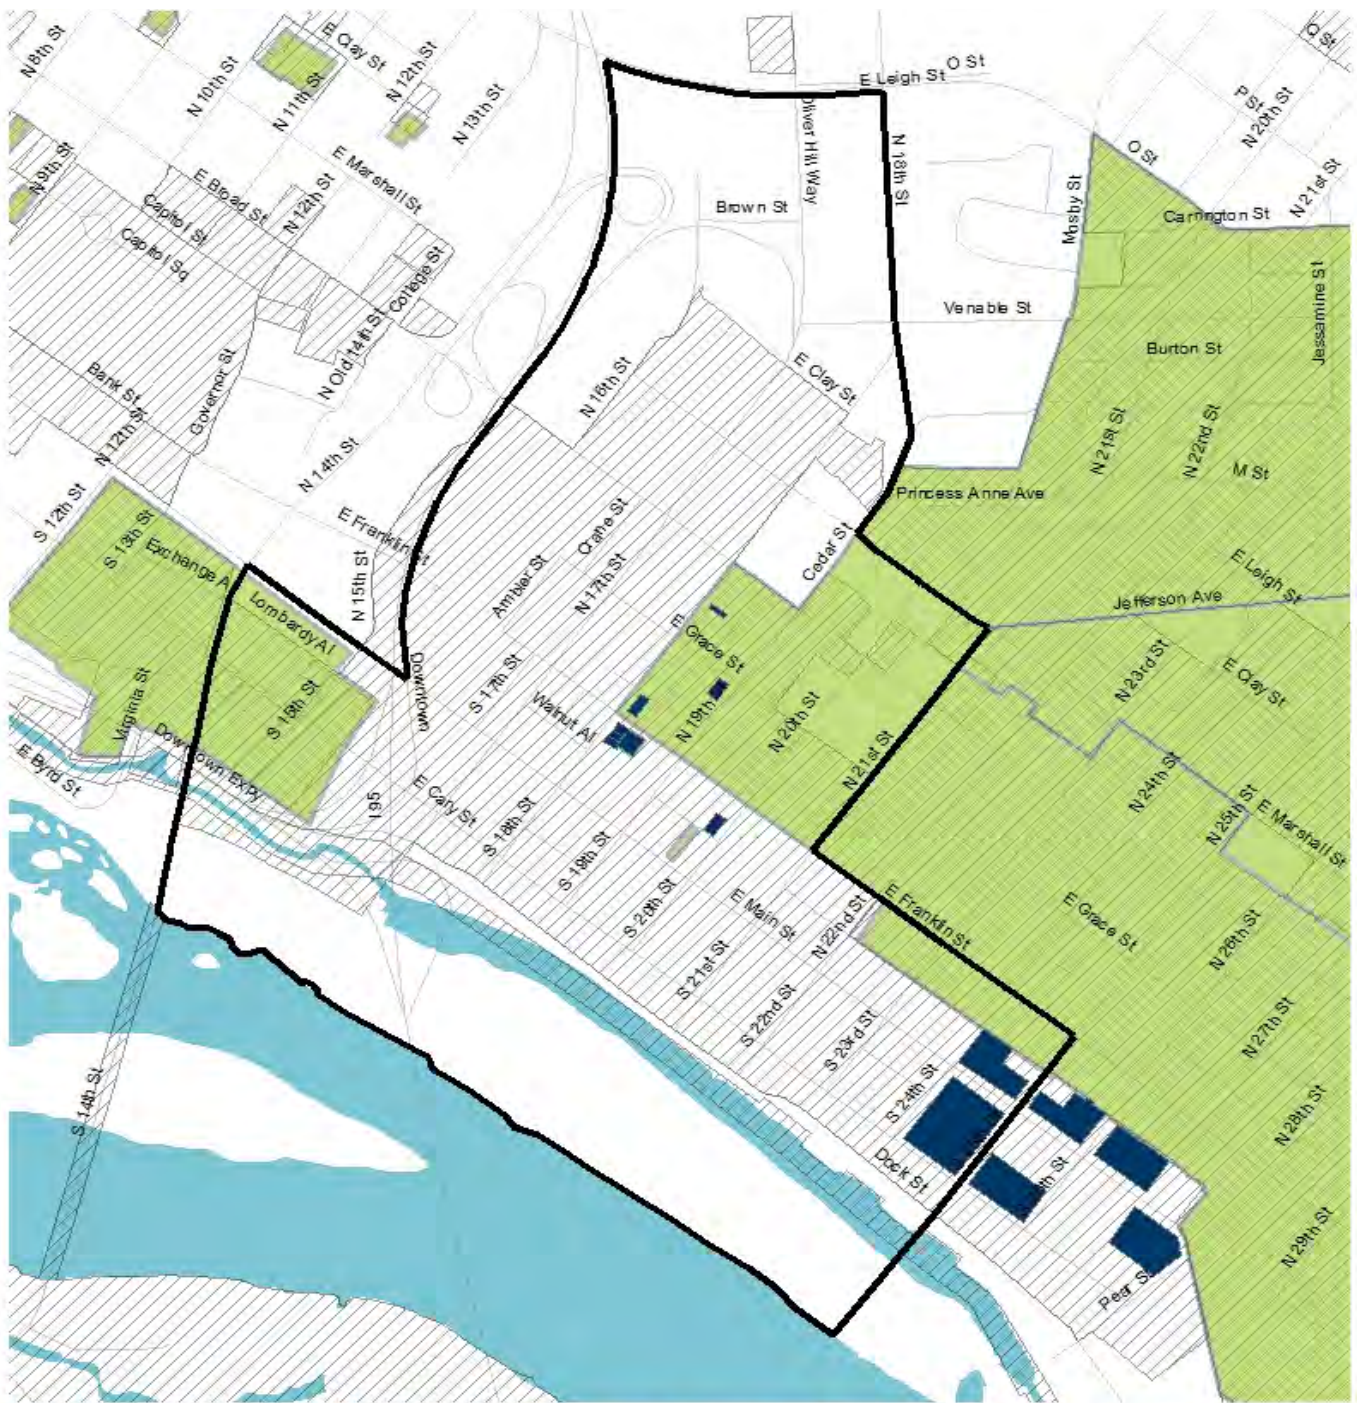 N 8th St
E Clay St
N 12th St
N 10th St
N 11th St
N 13th St
E Leigh St
O St
O St
P St
N 20th St
Oliver Hill Way
N 18th St
O St
N 9th St
E Marshall St
E Broad St
N 12th St
Capitol St
Capitol Sq
Brown St
Mosby St
Carrington St
N 21st St
College St
Venable St
Jessamine St
N Old 14th St
Burton St
Governor St
Bank St
N 16th St
E Clay St
N 12th St
N 14th St
N 21st St
N 22nd St
M St
Princess Anne Ave
S 12th St
S 13th St
Exchange A
E Franklin St
Crane St
Cedar St
N 15th St
Ambler St
N 17th St
E Leigh St
Jefferson Ave
Lombardy Al
E
Grace St
Downtown
S 17th St
N 23rd St
E Clay St
Virginia St
S 15th St
Walnut Al
N 19th
N 20th St
N 21st St
Downtown ExPy
E Byrd St
195
E Cary St
S 18th St
N 24th St
N 25th St
E Marshall St
S 19th St
S 20th St
E Main St
N 22nd St
E Franklin St
E Grace St
N 26th St
S 21st St
S 22nd St
S 23rd St
N 27th St
S 14th St
S 24th St
N 28th St
Dock St
th St
N 29th St
Pear S